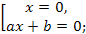 x = 0,
ax + b = 0;